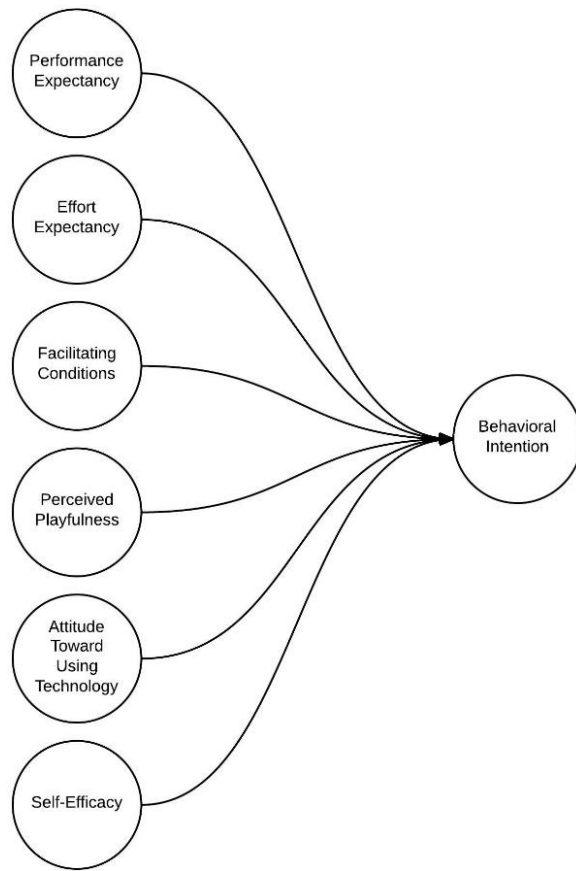 Performance
Expectancy
Effort
Expectancy
Facilitating
Conditions
Perceived
Playfulness
Attitude
Toward
Using
Technology
Self-Efficacy
Behavioral
Intention